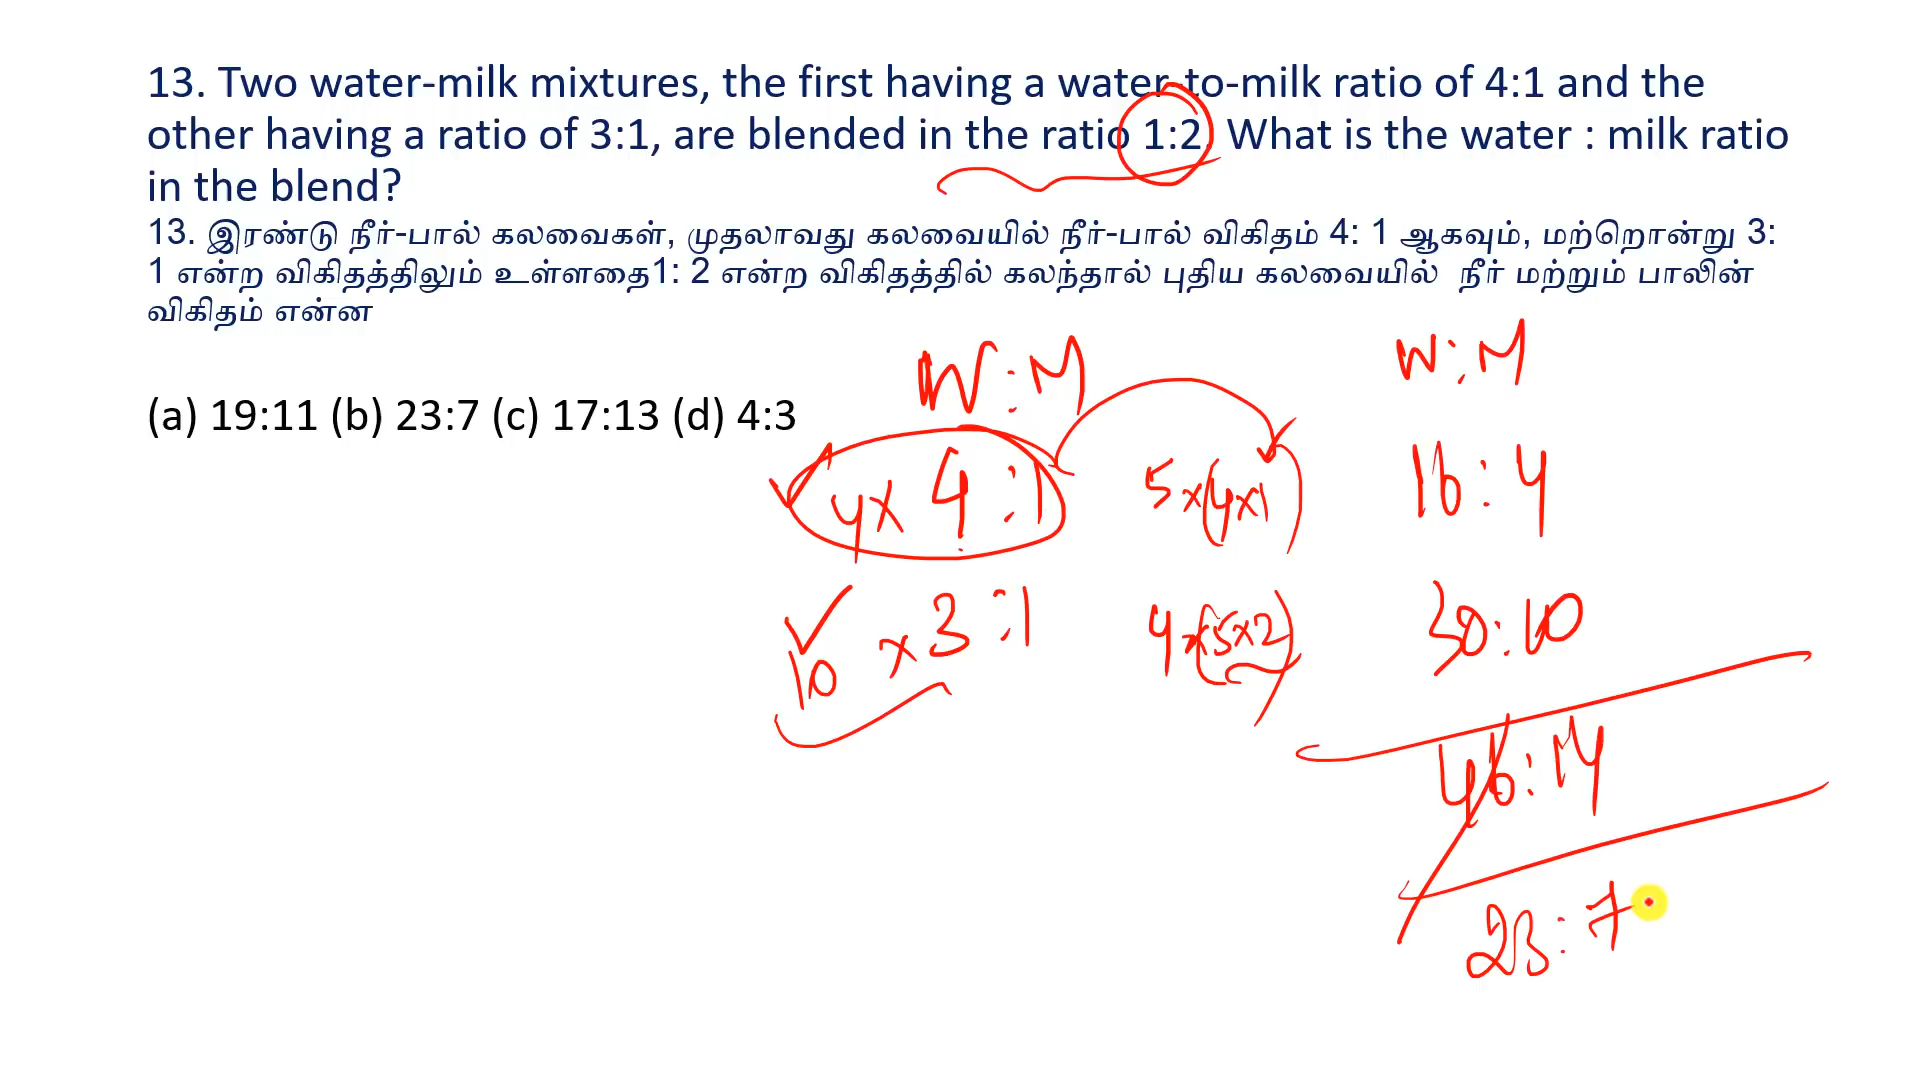 13. Two water-milk mixtures, the first having a water-to-milk ratio of 4:1 and the
other having a ratio of 3:1, are blended in the ratio 1:2. What is the water : milk ratio
in the blend?
13. இரண்டு நீர்-பால் கலவைகள், முதலாவது கலவையில் நீர்-பால் விகிதம் 4: 1 ஆகவும், மற்றொன்று 3:
1 என்ற விகிதத்திலும் உள்ளதை1: 2 என்ற விகிதத்தில் கலந்தால் புதிய கலவையில் நீர் மற்றும் பாலின்
விகிதம் என்ன
(a) 19:11 (b) 23:7 (c) 17:13 (d) 4:3
W:M W:M
4x 4:1 5x(4x1) 16:4
10 x 3:1 4x(5x2) 30:10
46:14
23:7